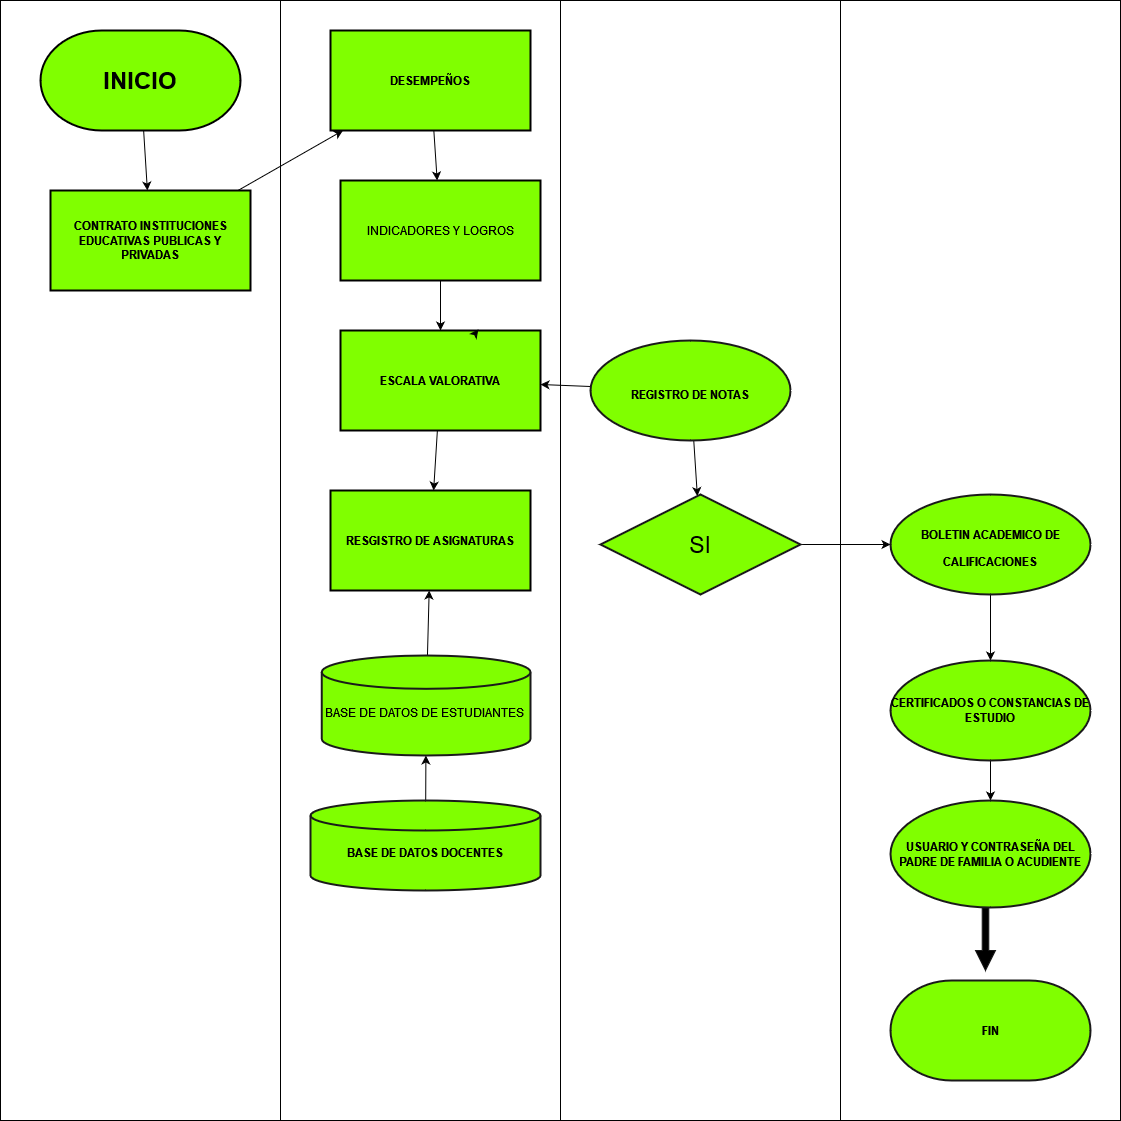 INICIO
CONTRATO INSTITUCIONES
EDUCATIVAS PUBLICAS Y
PRIVADAS
DESEMPEÑOS
INDICADORES Y LOGROS
ESCALA VALORATIVA
RESGISTRO DE ASIGNATURAS
BASE DE DATOS DE ESTUDIANTES
BASE DE DATOS DOCENTES
REGISTRO DE NOTAS
SI
BOLETIN ACADEMICO DE
CALIFICACIONES
CERTIFICADOS O CONSTANCIAS DE
ESTUDIO
USUARIO Y CONTRASEÑA DEL
PADRE DE FAMILIA O ACUDIENTE
FIN